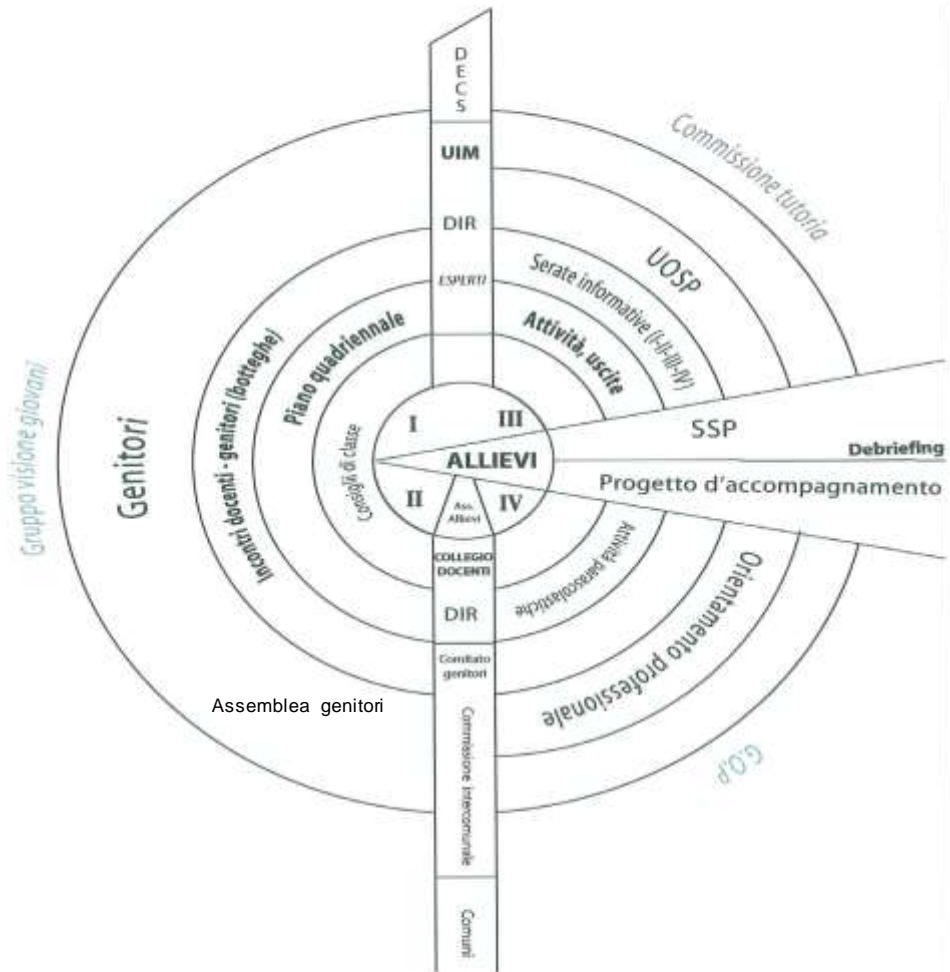 DECS
UIM
DIR
ESPERTI
Commissione tutoria
UOSP
Serate informative (I-II-III-IV)
Attività, uscite
Piano quadriennale
Incontri docenti - genitori (botteghe)
Genitori
Gruppo visione giovani
Consigli di classe
I
III
ALLIEVI
II
IV
Ass.
Allievi
SSP
Debriefing
Progetto d'accompagnamento
COLLEGIO
DOCENTI
DIR
Attività parascolastiche
Orientamento professionale
Comitato
genitori
Assemblea genitori
Commissione intercomunale
G.O.P.
Comuni